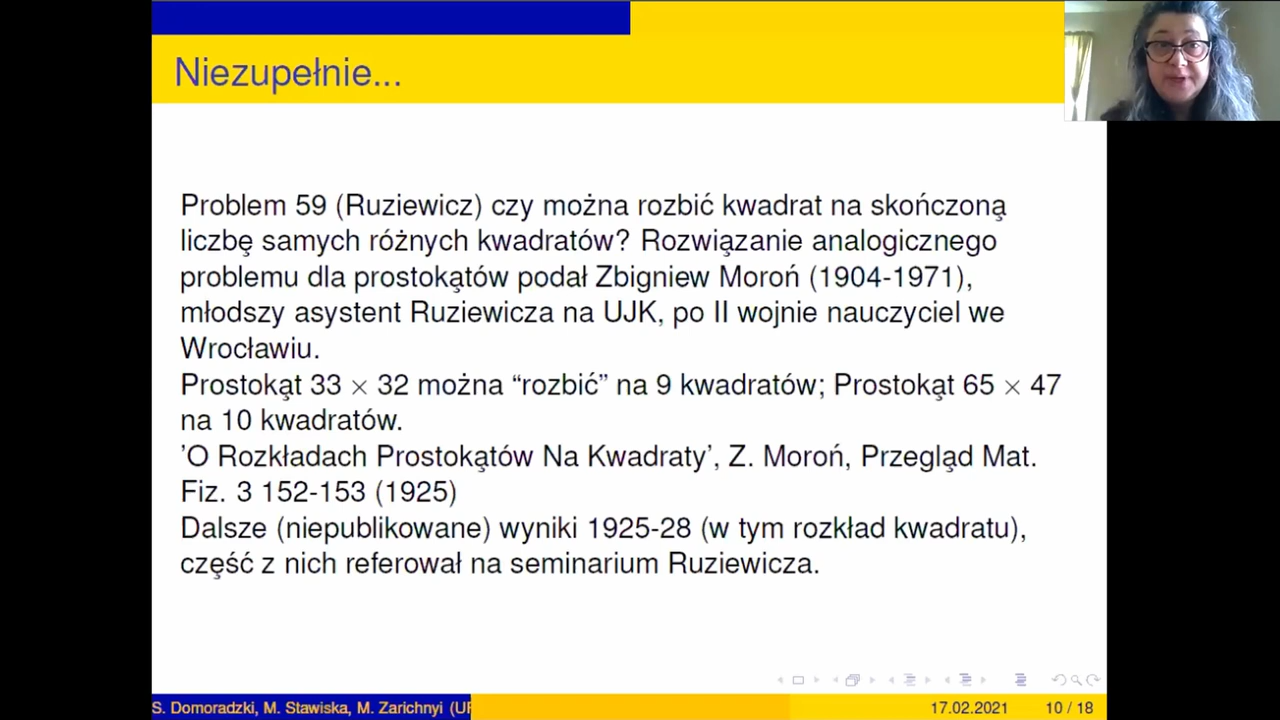 Niezupełnie...
Problem 59 (Ruziewicz) czy można rozbić kwadrat na skończoną
liczbę samych różnych kwadratów? Rozwiązanie analogicznego
problemu dla prostokątów podał Zbigniew Moroń (1904-1971),
młodszy asystent Ruziewicza na UJK, po II wojnie nauczyciel we
Wrocławiu.
Prostokąt 33 × 32 można “rozbić” na 9 kwadratów; Prostokąt 65 × 47
na 10 kwadratów.
’O Rozkładach Prostokątów Na Kwadraty’, Z. Moroń, Przegląd Mat.
Fiz. 3 152-153 (1925)
Dalsze (niepublikowane) wyniki 1925-28 (w tym rozkład kwadratu),
część z nich referował na seminarium Ruziewicza.
S. Domoradzki, M. Stawiska, M. Zarichnyi (UR 17.02.2021 10 / 18